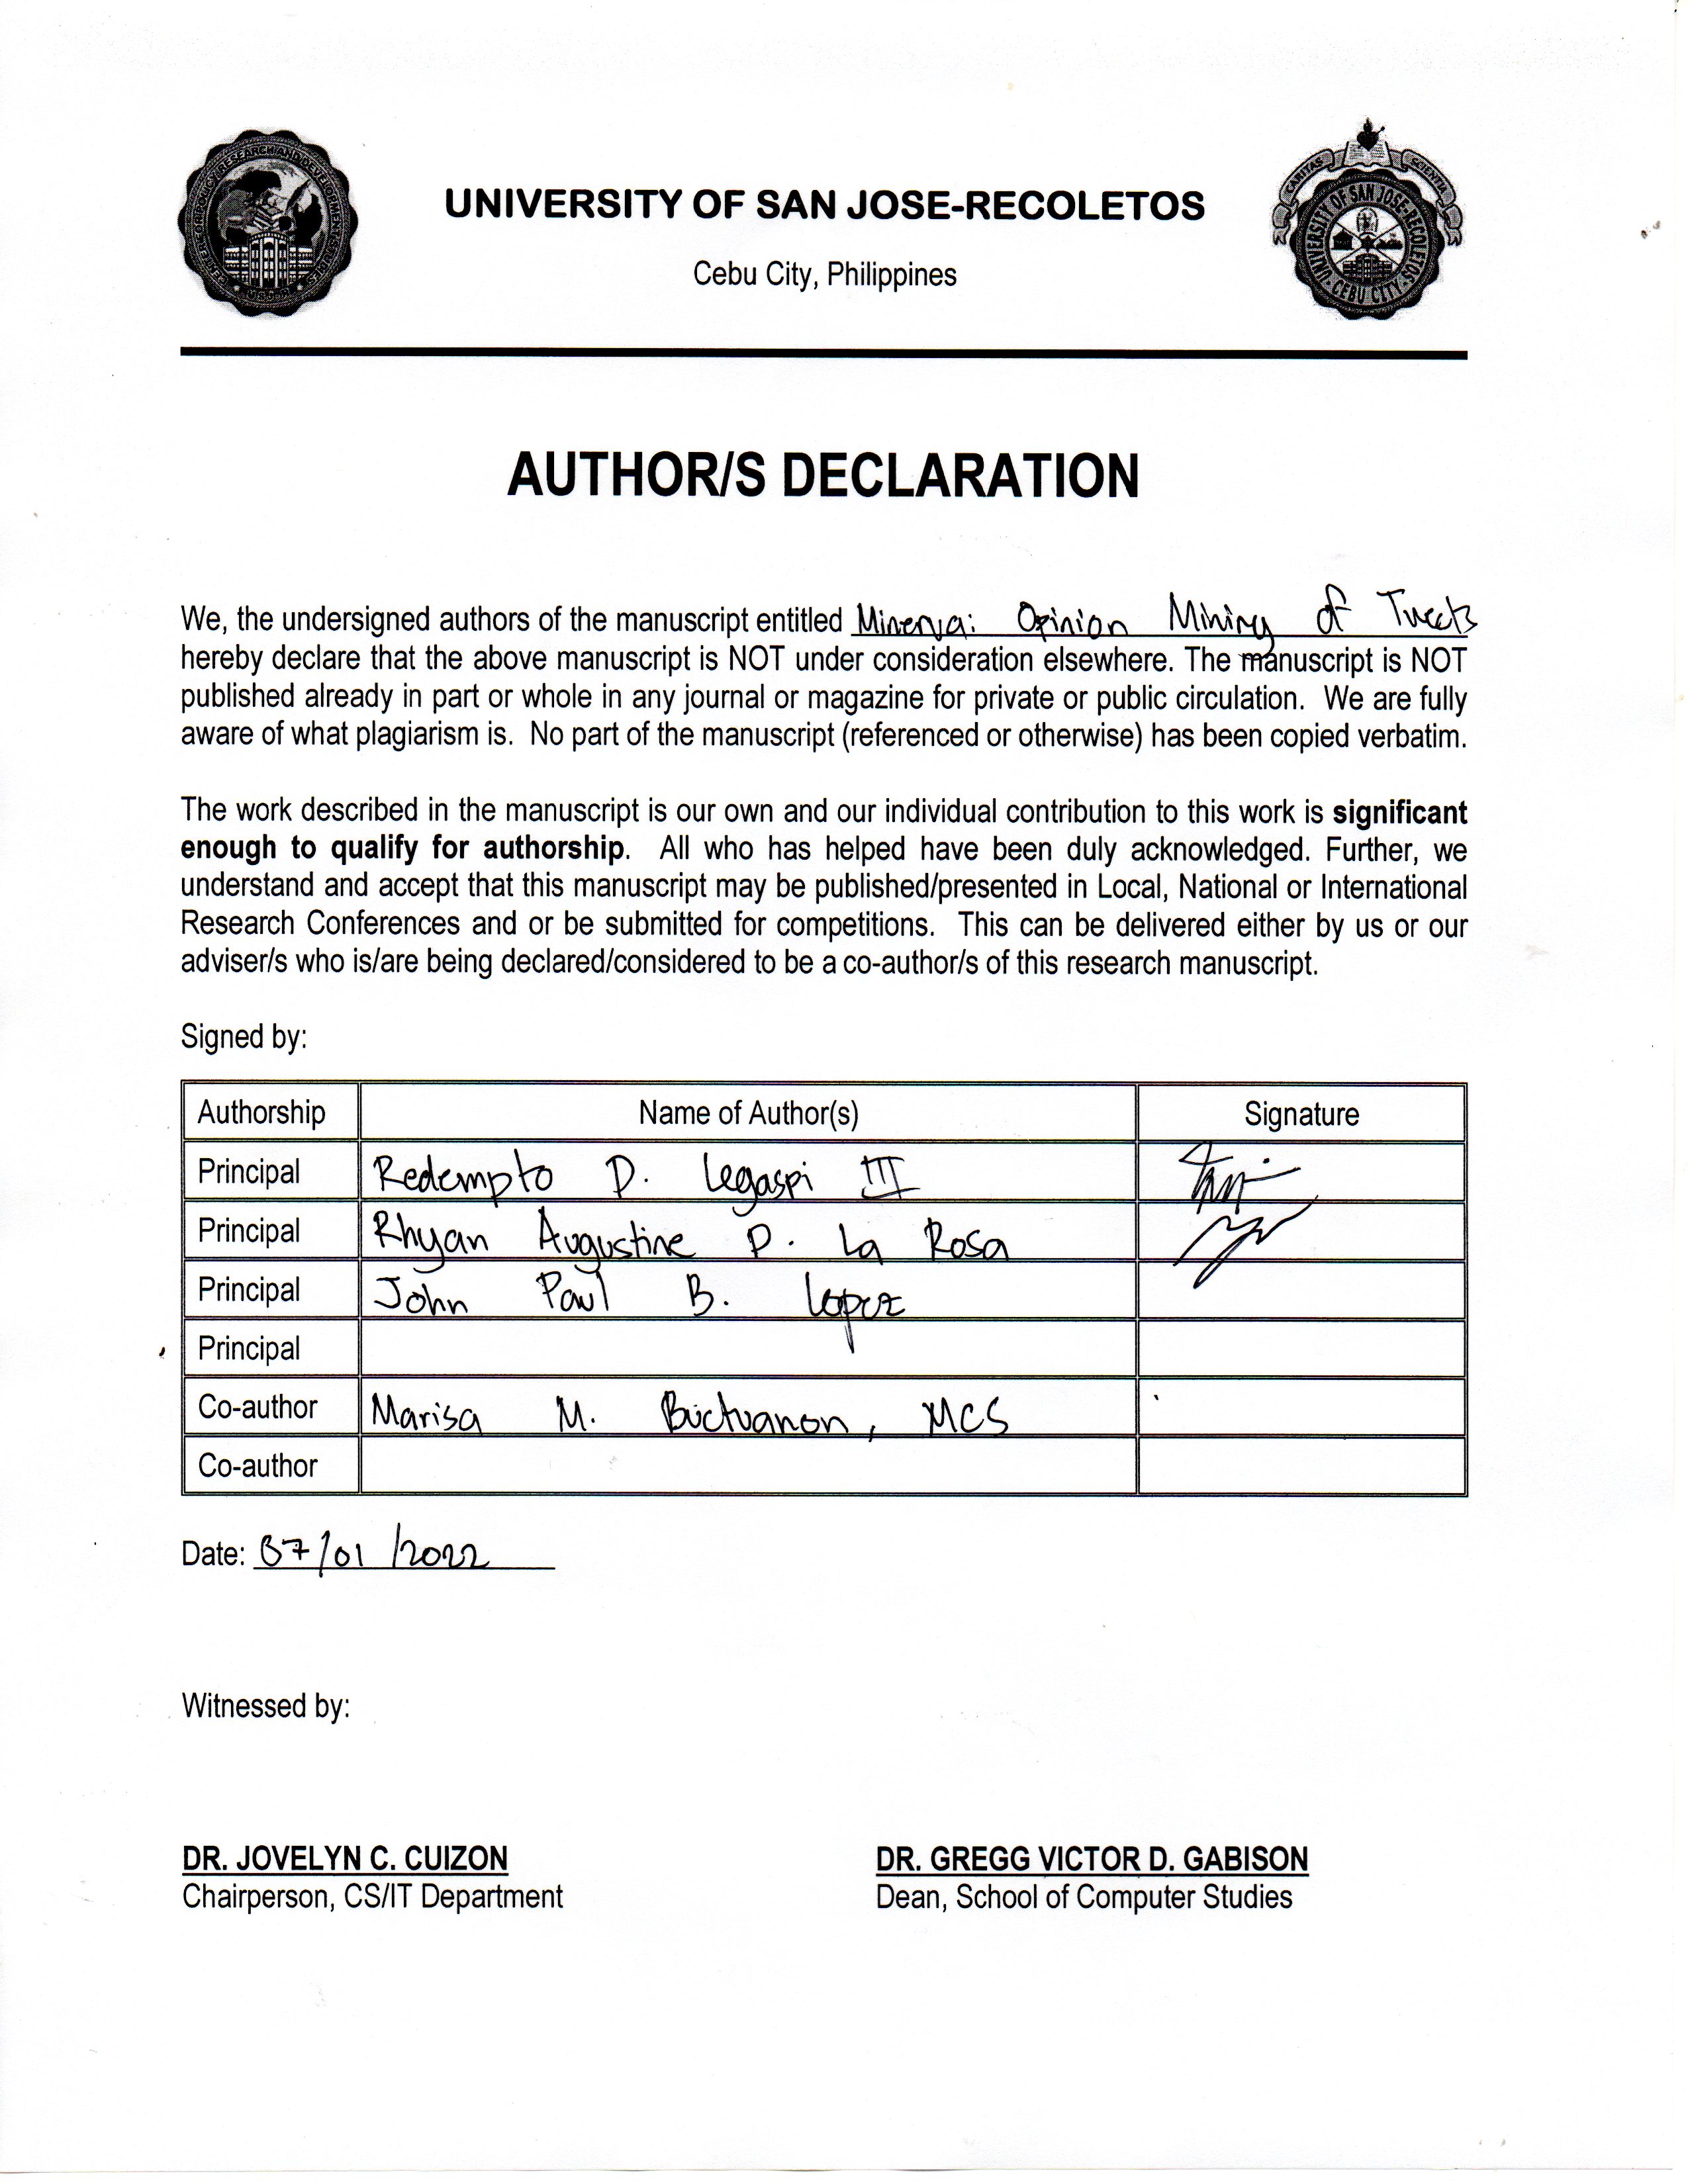 UNIVERSITY OF SAN JOSE-RECOLETOS
CARITAS SCIENTIA
UNIVERSITY OF SAN JOSE-RECOLETOS CEBU CITY
Cebu City, Philippines
AUTHOR/S DECLARATION
We, the undersigned authors of the manuscript entitled Minerva: Opinion Mining of Tweets
hereby declare that the above manuscript is NOT under consideration elsewhere. The manuscript is NOT
published already in part or whole in any journal or magazine for private or public circulation. We are fully
aware of what plagiarism is. No part of the manuscript (referenced or otherwise) has been copied verbatim.
The work described in the manuscript is our own and our individual contribution to this work is significant
enough to qualify for authorship. All who has helped have been duly acknowledged. Further, we
understand and accept that this manuscript may be published/presented in Local, National or International
Research Conferences and or be submitted for competitions. This can be delivered either by us or our
adviser/s who is/are being declared/considered to be a co-author/s of this research manuscript.
Signed by:
Authorship Name of Author(s) Signature
Principal Redempto D. Legaspi III
Principal Rhyan Augustine P. La Rosa
Principal John Paul B. Lopez
Principal
Co-author Marisa M. Buctuanon, MCS
Co-author
Date: 07/01/2022
Witnessed by:
DR. JOVELYN C. CUIZON DR. GREGG VICTOR D. GABISON
Chairperson, CS/IT Department Dean, School of Computer Studies